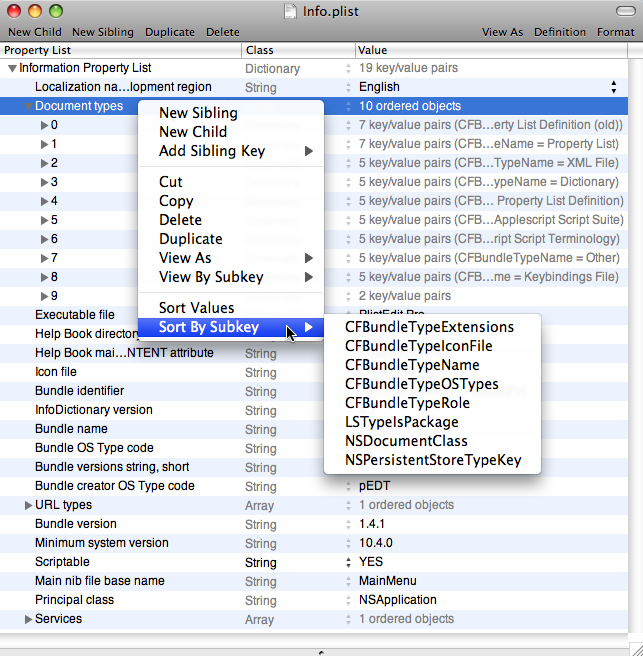 Info.plist
New Child New Sibling Duplicate Delete View As Definition Format
Property List Class Value
Information Property List Dictionary 19 key/value pairs
Localization na...lopment region String English
Document types 10 ordered objects
0 7 key/value pairs (CFB...erty List Definition (old))
1 7 key/value pairs (CFB...eName = Property List)
2 5 key/value pairs (CFB...TypeName = XML File)
3 5 key/value pairs (CFB...ypeName = Dictionary)
4 5 key/value pairs (CFB... Property List Definition)
5 5 key/value pairs (CFB...Applescript Script Suite)
6 5 key/value pairs (CFB...ript Script Terminology)
7 5 key/value pairs (CFBundleTypeName = Other)
8 5 key/value pairs (CFB...me = Keybindings File)
9 2 key/value pairs
Executable file PlistEdit Pro
Help Book director
Help Book mai...NTENT attribute String
Icon file String
Bundle identifier String
InfoDictionary version String
Bundle name String
Bundle OS Type code String
Bundle versions string, short String
Bundle creator OS Type code String pEDT
URL types Array 1 ordered objects
Bundle version String 1.4.1
Minimum system version String 10.4.0
Scriptable String YES
Main nib file base name String MainMenu
Principal class String NSApplication
Services Array 1 ordered objects
New Sibling
New Child
Add Sibling Key
Cut
Copy
Delete
Duplicate
View As
View By Subkey
Sort Values
Sort By Subkey
CFBundleTypeExtensions
CFBundleTypeIconFile
CFBundleTypeName
CFBundleTypeOSTypes
CFBundleTypeRole
LSTypeIsPackage
NSDocumentClass
NSPersistentStoreTypeKey